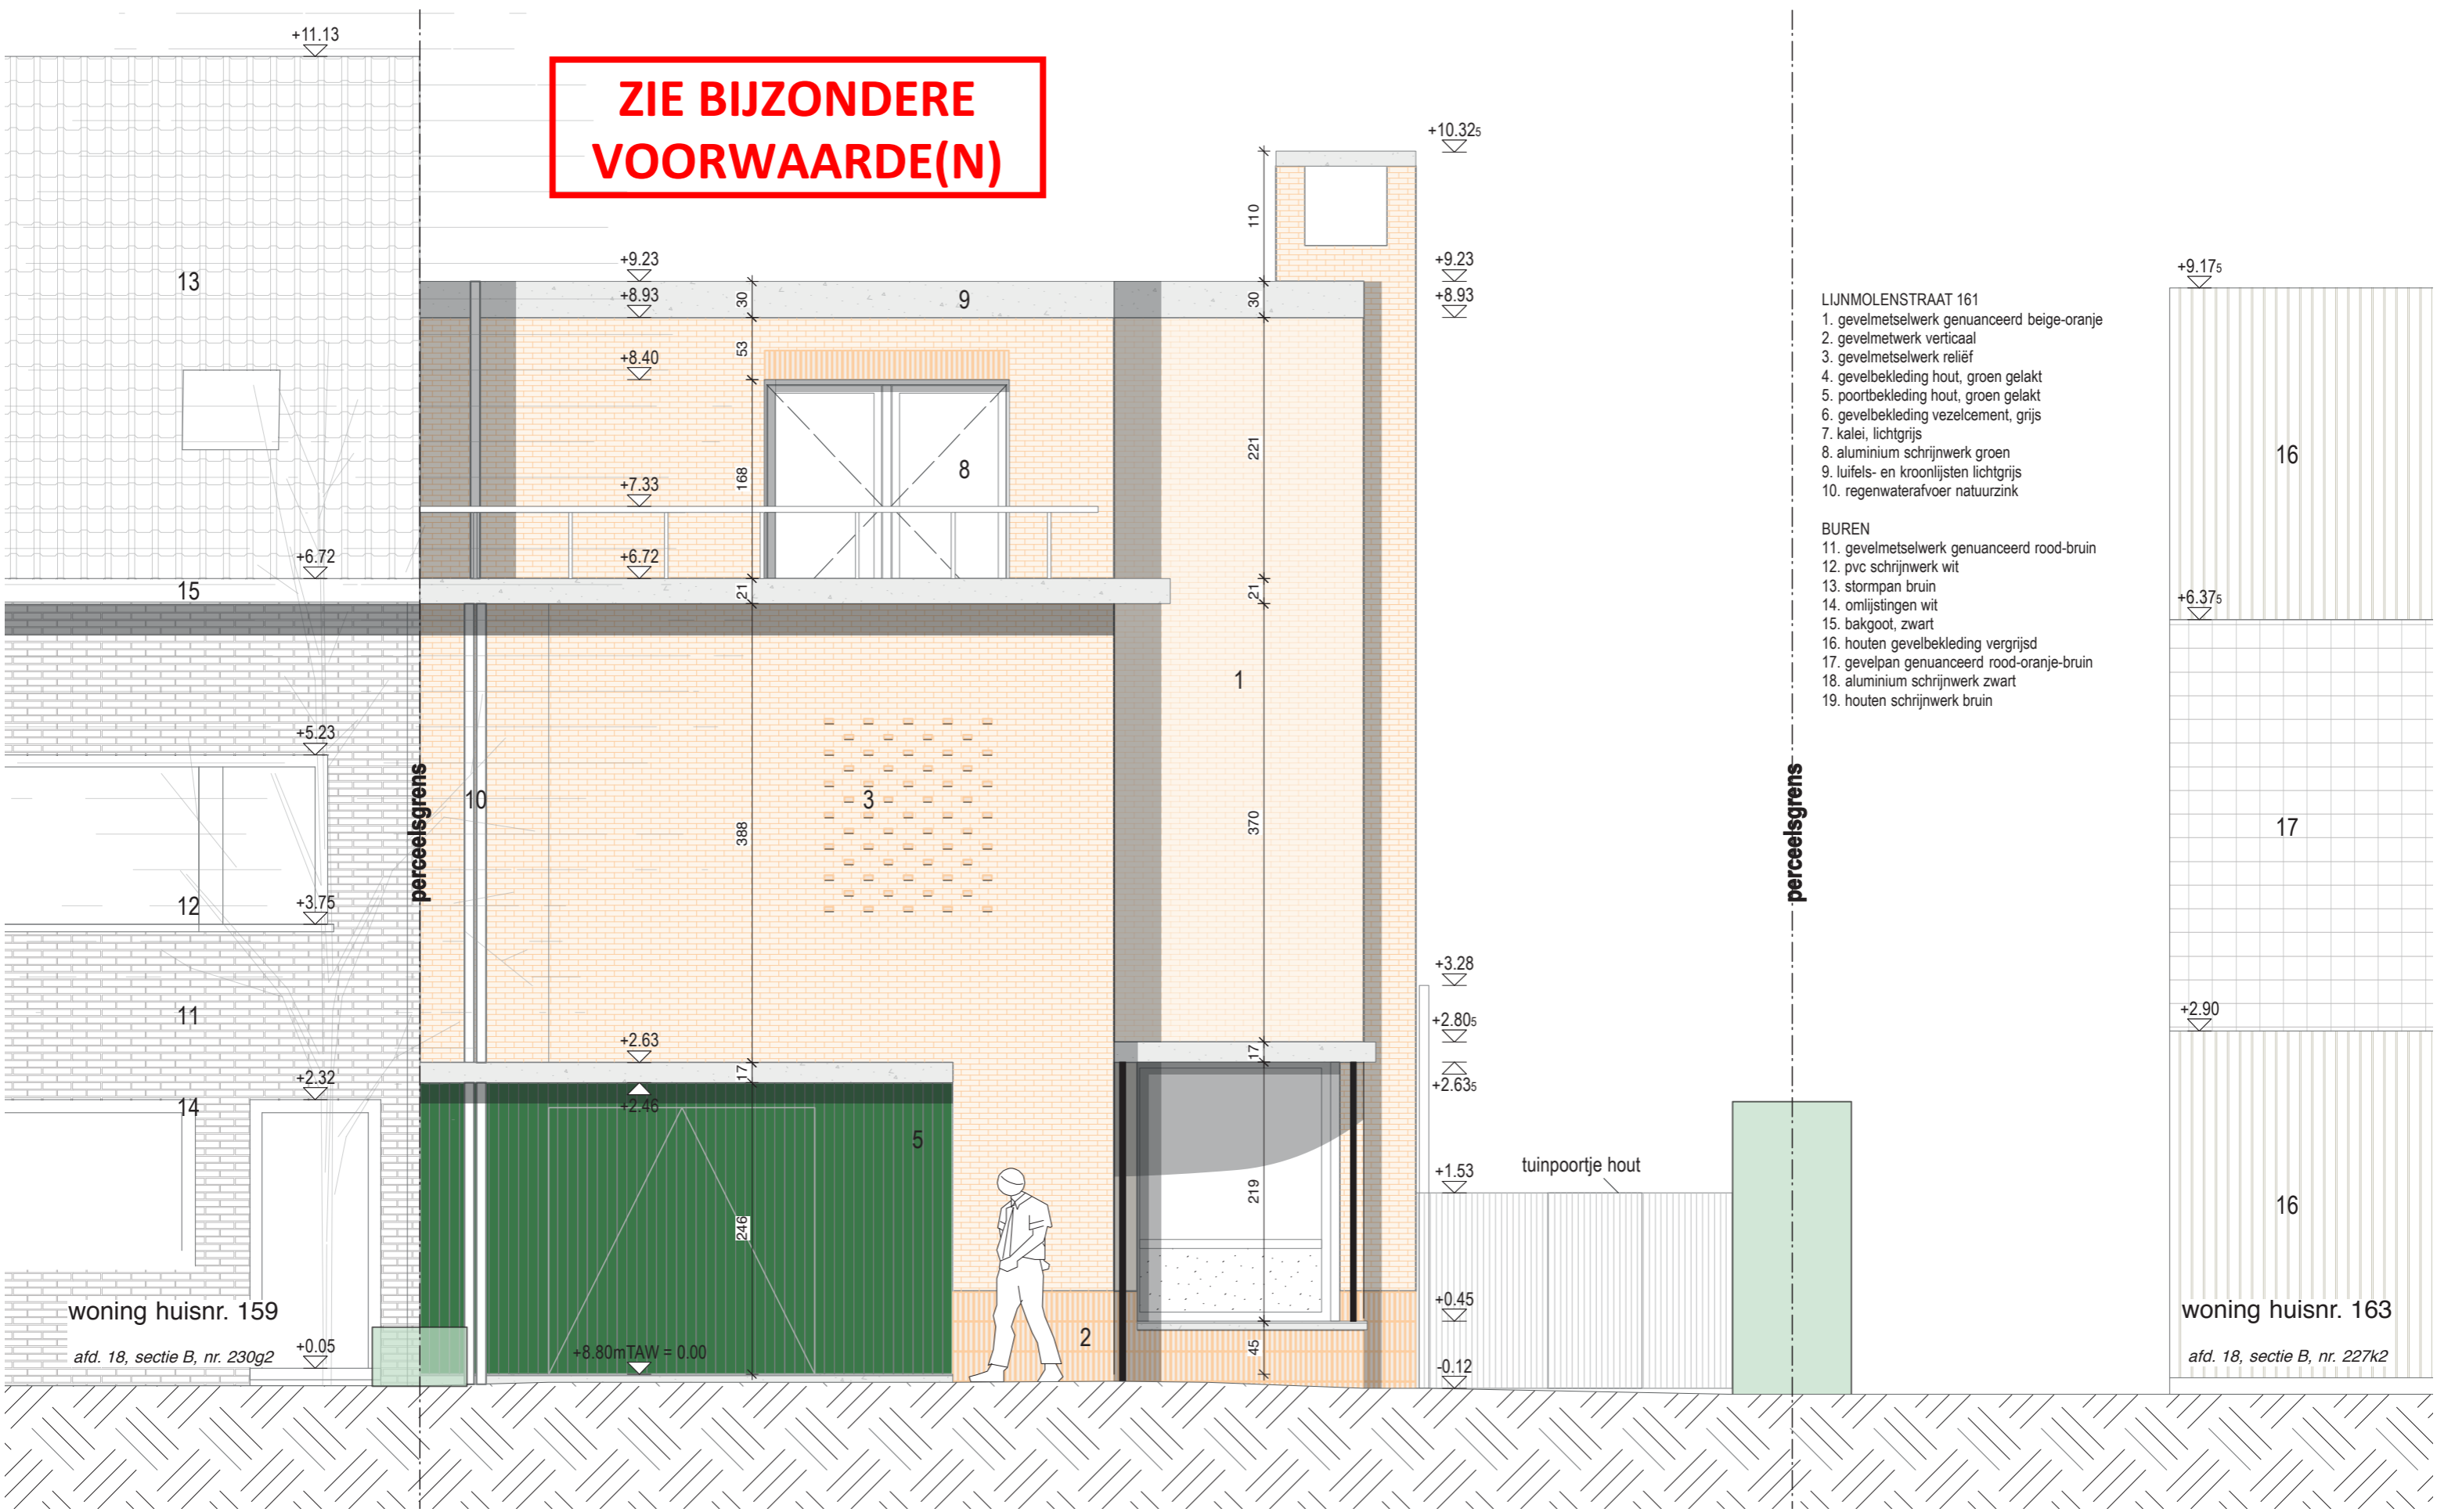 +11.13
ZIE BIJZONDERE
VOORWAARDE(N)
+10.325
110
13
+9.23
+8.93
30
9
30
+9.23
+8.93
+9.175
53
+8.40
168
8
221
+7.33
+6.72
+6.72
15
21
21
LIJNMOLENSTRAAT 161
1. gevelmetselwerk genuanceerd beige-oranje
2. gevelmetwerk verticaal
3. gevelmetselwerk reliëf
4. gevelbekleding hout, groen gelakt
5. poortbekleding hout, groen gelakt
6. gevelbekleding vezelcement, grijs
7. kalei, lichtgrijs
8. aluminium schrijnwerk groen
9. luifels- en kroonlijsten lichtgrijs
10. regenwaterafvoer natuurzink
BUREN
11. gevelmetselwerk genuanceerd rood-bruin
12. pvc schrijnwerk wit
13. stormpan bruin
14. omlijstingen wit
15. bakgoot, zwart
16. houten gevelbekleding vergrijsd
17. gevelpan genuanceerd rood-oranje-bruin
18. aluminium schrijnwerk zwart
19. houten schrijnwerk bruin
16
+6.375
1
+5.23
perceelsgrens
10
3
388
370
perceelsgrens
17
12
+3.75
11
+3.28
+2.805
+2.90
+2.63
17
17
+2.635
+2.32
14
+2.46
5
246
219
+1.53
tuinpoortje hout
16
woning huisnr. 159
afd. 18, sectie B, nr. 230g2
+0.05
+8.80mTAW = 0.00
2
45
+0.45
-0.12
woning huisnr. 163
afd. 18, sectie B, nr. 227k2